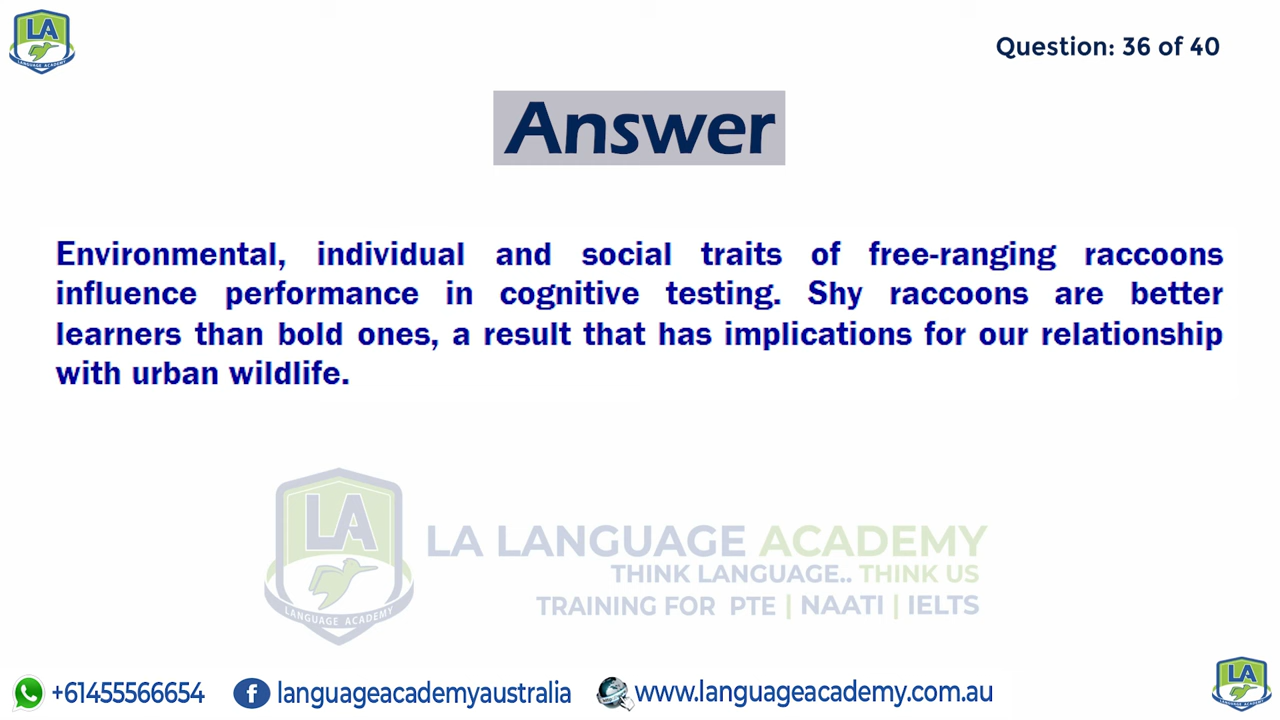 LA
LANGUAGE ACADEMY
Question: 36 of 40
Answer
Environmental, individual and social traits of free-ranging raccoons
influence performance in cognitive testing. Shy raccoons are better
learners than bold ones, a result that has implications for our relationship
with urban wildlife.
LA
LANGUAGE ACADEMY
LA LANGUAGE ACADEMY
THINK LANGUAGE.. THINK US
TRAINING FOR PTE | NAATI | IELTS
+61455566654
languageacademyaustralia
www.languageacademy.com.au
LA
LANGUAGE ACADEMY